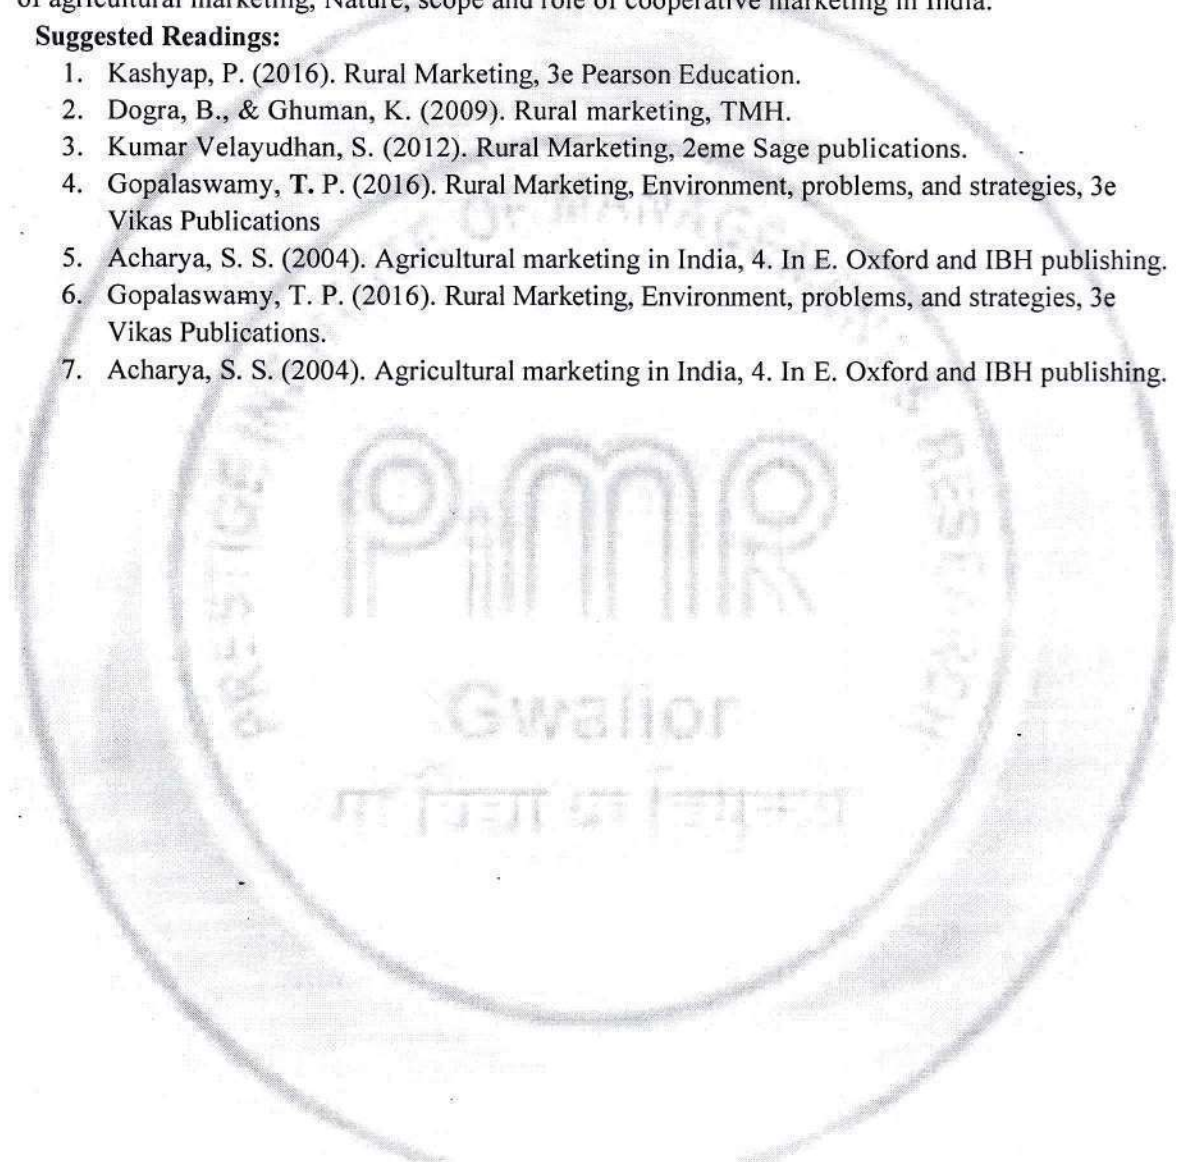 of agricultural marketing, Nature, scope and role of cooperative marketing in India.
Suggested Readings:
1. Kashyap, P. (2016). Rural Marketing, 3e Pearson Education.
2. Dogra, B., & Ghuman, K. (2009). Rural marketing, TMH.
3. Kumar Velayudhan, S. (2012). Rural Marketing, 2eme Sage publications.
4. Gopalaswamy, T. P. (2016). Rural Marketing, Environment, problems, and strategies, 3e
Vikas Publications
5. Acharya, S. S. (2004). Agricultural marketing in India, 4. In E. Oxford and IBH publishing.
6. Gopalaswamy, T. P. (2016). Rural Marketing, Environment, problems, and strategies, 3e
Vikas Publications.
7. Acharya, S. S. (2004). Agricultural marketing in India, 4. In E. Oxford and IBH publishing.
PRESTIGE OF MANAGEMENT & RESEARCH
PIMR
Gwalior